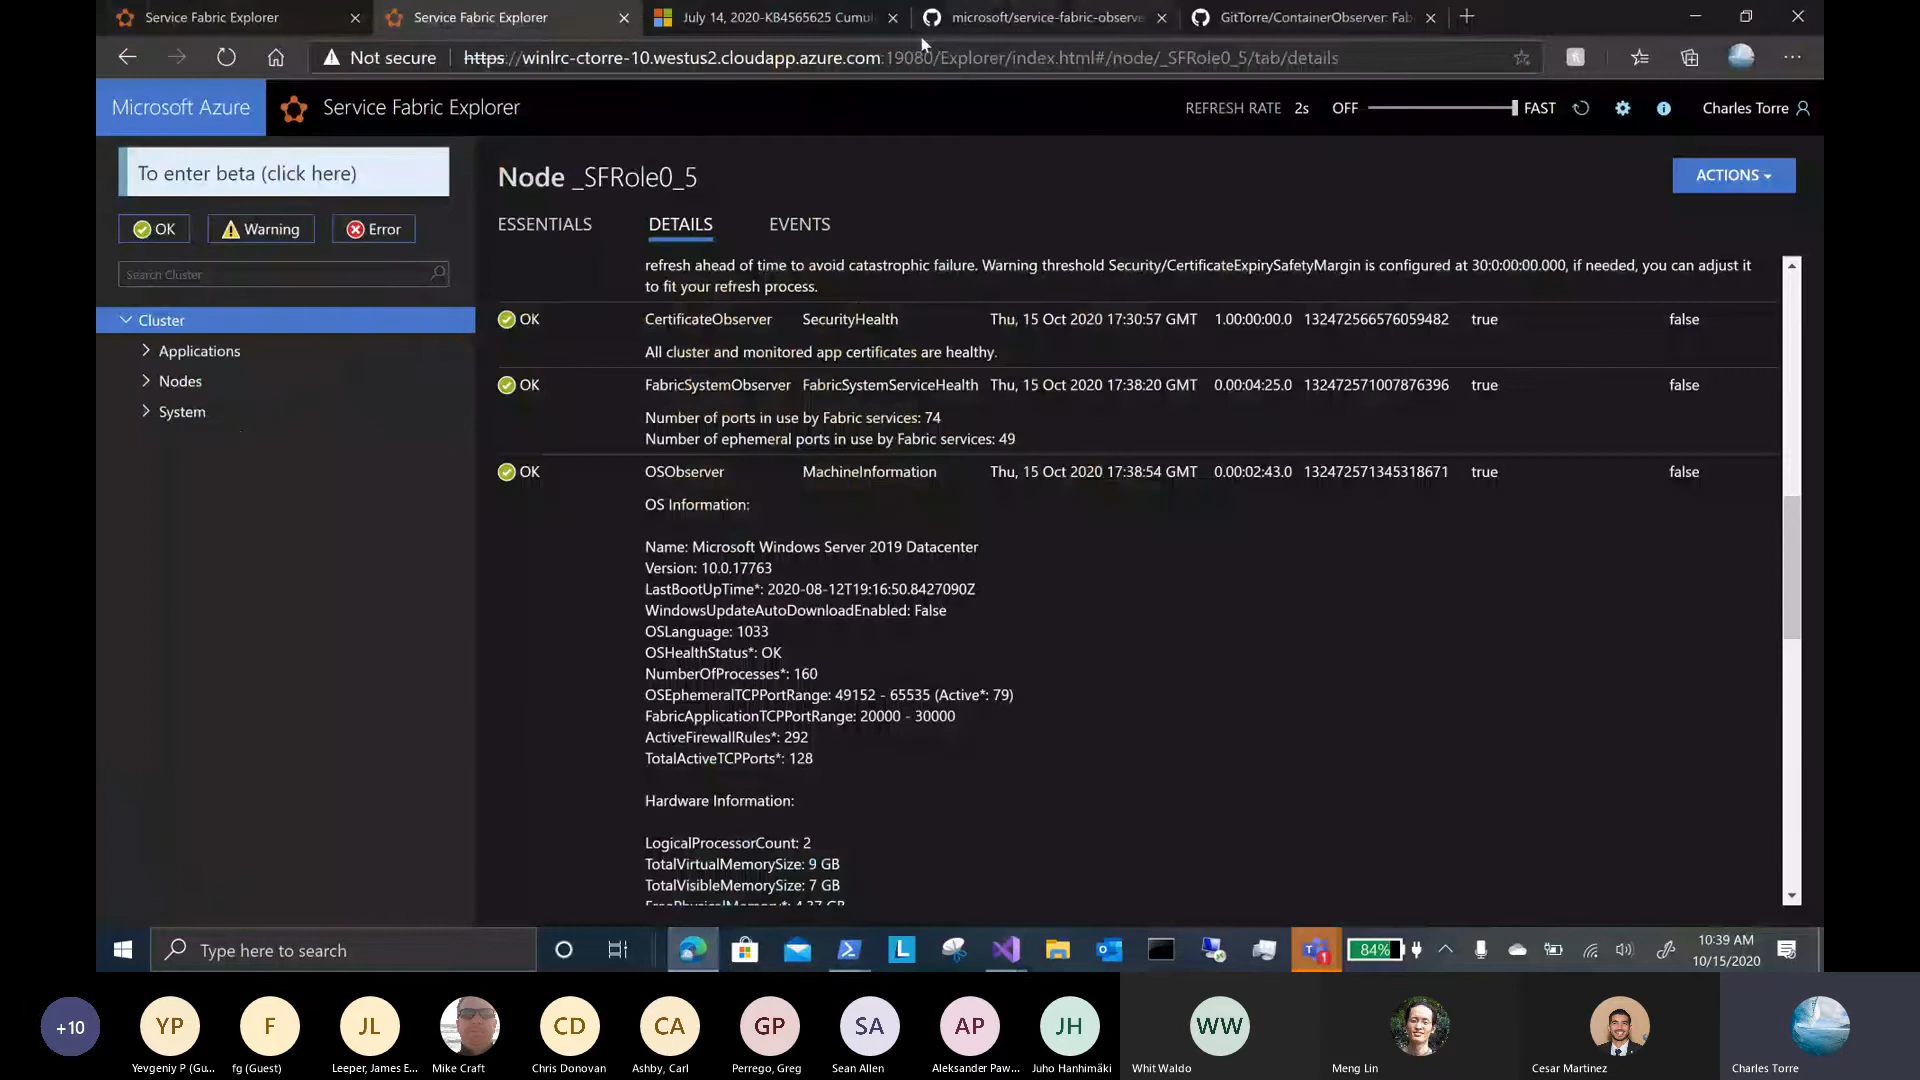 Service Fabric Explorer
Service Fabric Explorer
July 14, 2020-KB4565625 Cumul
microsoft/service-fabric-observe
GitTorre/ContainerObserver: Fab
Not secure
https://winlrc-ctorre-10.westus2.cloudapp.azure.com:19080/Explorer/index.html#/node/_SFRole0_5/tab/details
Microsoft Azure
Service Fabric Explorer
REFRESH RATE 2s OFF FAST
Charles Torre
To enter beta (click here)
OK
Warning
Error
Search Cluster
Cluster
Applications
Nodes
System
Node _SFRole0_5
ACTIONS
ESSENTIALS
DETAILS
EVENTS
refresh ahead of time to avoid catastrophic failure. Warning threshold Security/CertificateExpirySafetyMargin is configured at 30:0:00:00.000, if needed, you can adjust it
to fit your refresh process.
OK CertificateObserver SecurityHealth Thu, 15 Oct 2020 17:30:57 GMT 1.00:00:00.0 132472566576059482 true false
All cluster and monitored app certificates are healthy.
OK FabricSystemObserver FabricSystemServiceHealth Thu, 15 Oct 2020 17:38:20 GMT 0.00:04:25.0 132472571007876396 true false
Number of ports in use by Fabric services: 74
Number of ephemeral ports in use by Fabric services: 49
OK OSObserver MachineInformation Thu, 15 Oct 2020 17:38:54 GMT 0.00:02:43.0 132472571345318671 true false
OS Information:
Name: Microsoft Windows Server 2019 Datacenter
Version: 10.0.17763
LastBootUpTime*: 2020-08-12T19:16:50.8427090Z
WindowsUpdateAutoDownloadEnabled: False
OSLanguage: 1033
OSHealthStatus*: OK
NumberOfProcesses*: 160
OSEphemeralTCPPortRange: 49152 - 65535 (Active*: 79)
FabricApplicationTCPPortRange: 20000 - 30000
ActiveFirewallRules*: 292
TotalActiveTCPPorts*: 128
Hardware Information:
LogicalProcessorCount: 2
TotalVirtualMemorySize: 9 GB
TotalVisibleMemorySize: 7 GB
FreePhysicalMemory*: 4.37 GB
Type here to search
L
1
84%
10:39 AM
10/15/2020
+10
YP
F
JL
CD
CA
GP
SA
AP
JH
WW
Yevgeniy P (Gu...
fg (Guest)
Leeper, James E...
Mike Craft
Chris Donovan
Ashby, Carl
Perrego, Greg
Sean Allen
Aleksander Paw...
Juho Hanhimäki
Whit Waldo
Meng Lin
Cesar Martinez
Charles Torre